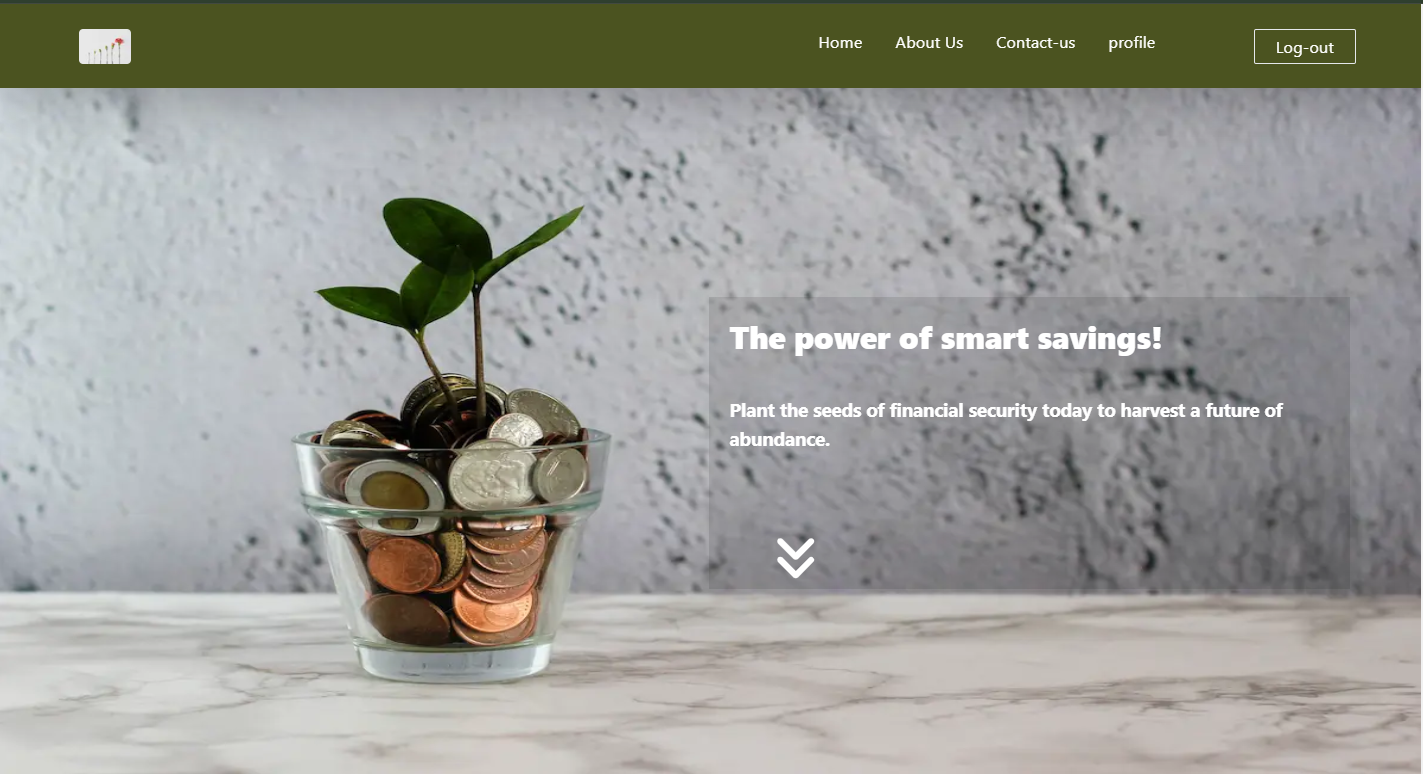 Home
About Us
Contact-us
profile
Log-out
The power of smart savings!
Plant the seeds of financial security today to harvest a future of
abundance.